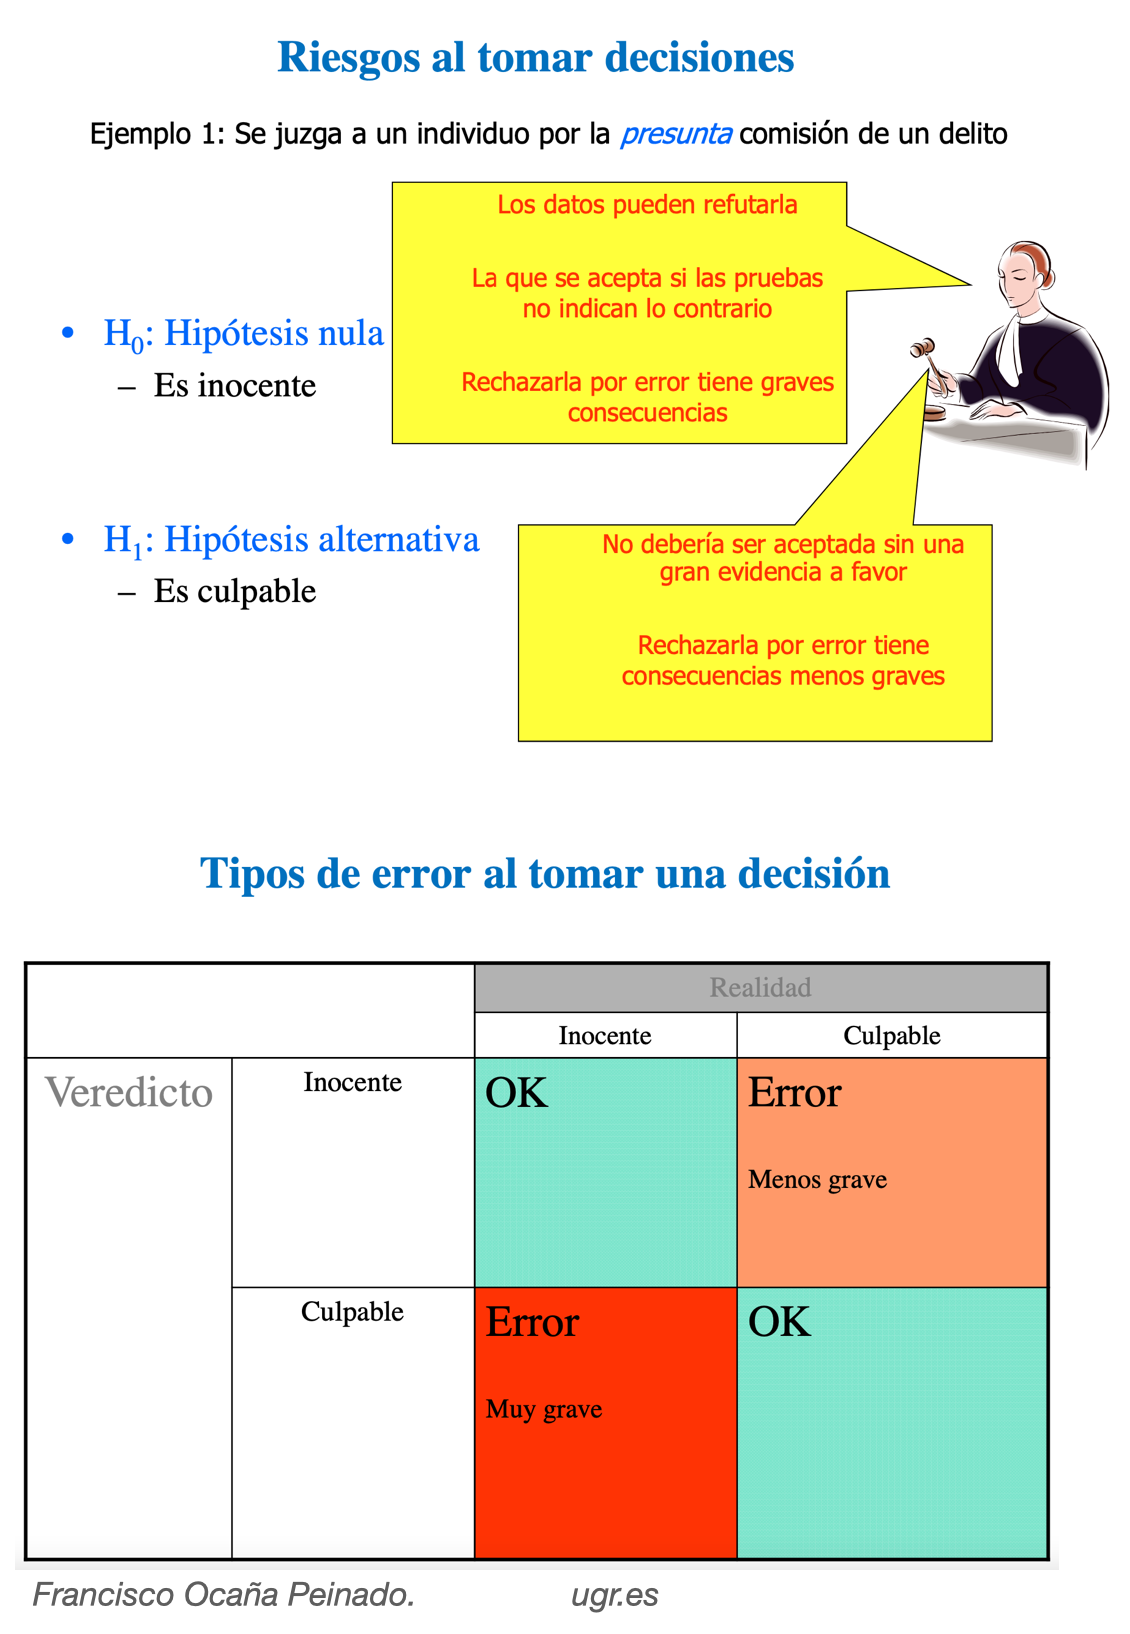 Riesgos al tomar decisiones
Ejemplo 1: Se juzga a un individuo por la presunta comisión de un delito
Los datos pueden refutarla
La que se acepta si las pruebas
no indican lo contrario
Rechazarla por error tiene graves
consecuencias
• H₀: Hipótesis nula
– Es inocente
• H₁: Hipótesis alternativa
– Es culpable
No debería ser aceptada sin una
gran evidencia a favor
Rechazarla por error tiene
consecuencias menos graves
Tipos de error al tomar una decisión
Realidad
Inocente Culpable
Veredicto Inocente OK Error
Menos grave
Culpable Error OK
Muy grave
Francisco Ocaña Peinado. ugr.es